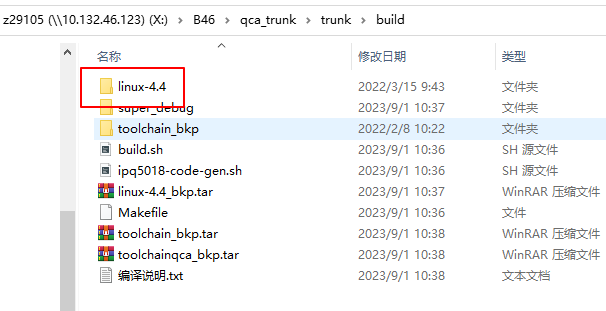 z29105 (\\10.132.46.123) (X:) > B46 > qca_trunk > trunk > build
名称 修改日期 类型
linux-4.4 2022/3/15 9:43 文件夹
super_debug 2023/9/1 10:37 文件夹
toolchain_bkp 2022/2/8 10:22 文件夹
build.sh 2023/9/1 10:36 SH 源文件
ipq5018-code-gen.sh 2023/9/1 10:36 SH 源文件
linux-4.4_bkp.tar 2023/9/1 10:37 WinRAR 压缩文件
Makefile 2023/9/1 10:36 文件
toolchain_bkp.tar 2023/9/1 10:38 WinRAR 压缩文件
toolchainqca_bkp.tar 2023/9/1 10:38 WinRAR 压缩文件
编译说明.txt 2023/9/1 10:38 文本文档